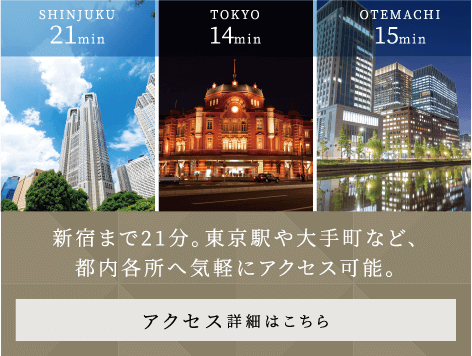 SHINJUKU
21min
TOKYO
14min
OTEMACHI
15min
新宿まで21分。東京駅や大手町など、
都内各所へ気軽にアクセス可能。
アクセス詳細はこちら